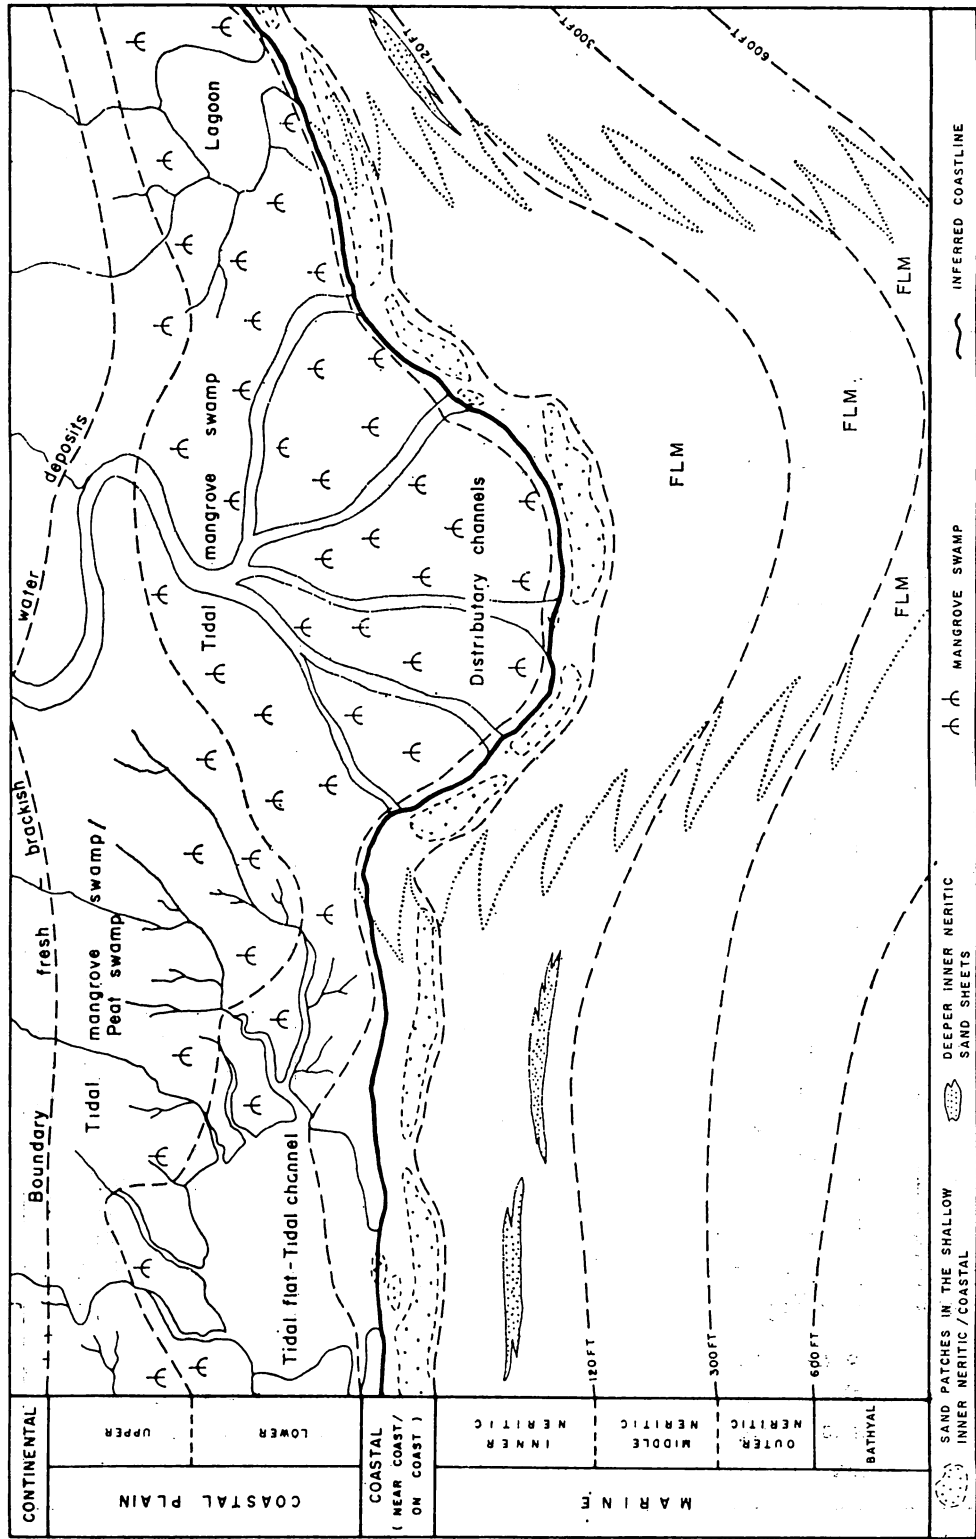 Boundary fresh brackish water deposits
Tidal mangrove swamp/
Peat swamp
Tidal mangrove swamp
Lagoon
Tidal flat-Tidal channel
Distributary channels
120FT
300FT
600FT
120FT
300FT
600FT
FLM
FLM
FLM
FLM
CONTINENTAL
COASTAL PLAIN
UPPER
LOWER
COASTAL
( NEAR COAST/
ON COAST )
MARINE
INNER
NERITIC
MIDDLE
NERITIC
OUTER
NERITIC
BATHYAL
SAND PATCHES IN THE SHALLOW
INNER NERITIC/COASTAL
DEEPER INNER NERITIC
SAND SHEETS
MANGROVE SWAMP
INFERRED COASTLINE